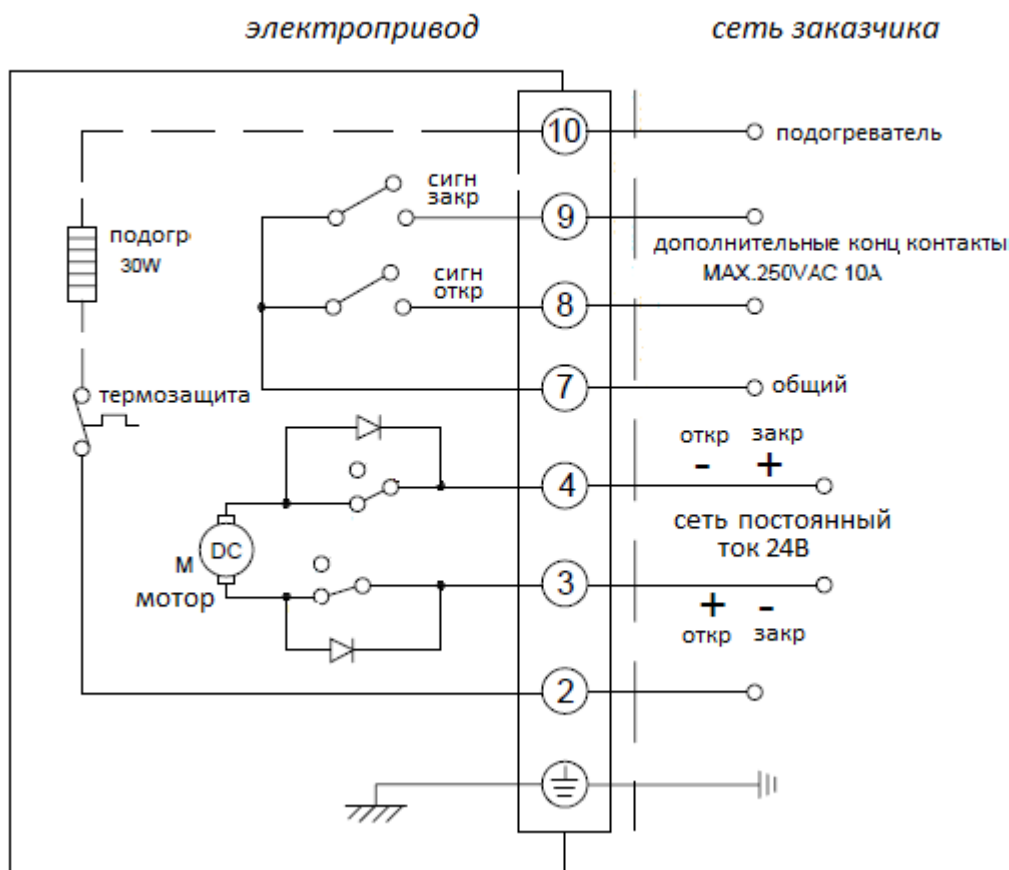 электропривод
сеть заказчика
10
подогреватель
сигн
закр
9
подогр
30W
дополнительные конц контакты
MAX.250VAC 10A
сигн
откр
8
7
общий
термозащита
откр закр
- +
4
сеть постоянный
ток 24В
DC
М
мотор
3
+ -
откр закр
2